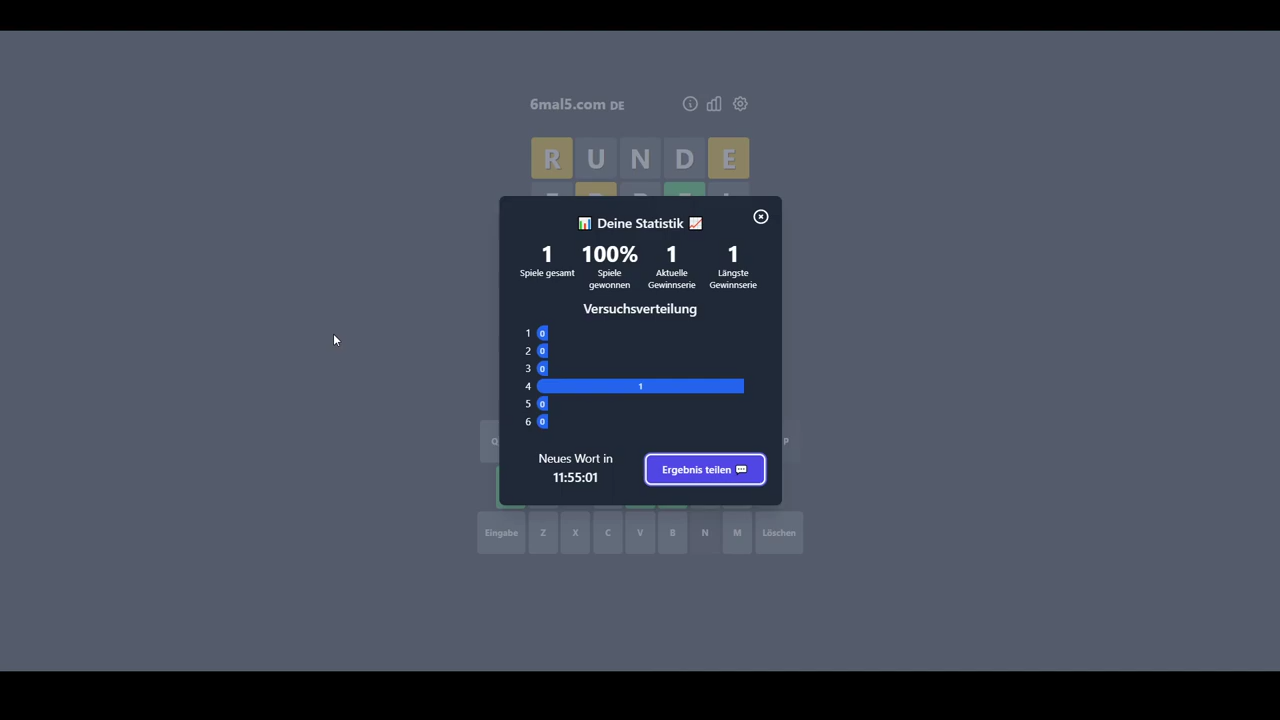 6mal5.com DE
R U N D E
Deine Statistik
1 100% 1 1
Spiele gesamt Spiele gewonnen Aktuelle Gewinnserie Längste Gewinnserie
Versuchsverteilung
1 0
2 0
3 0
4 1
5 0
6 0
Q P
Neues Wort in
11:55:01
Ergebnis teilen
Eingabe Z X C V B N M Löschen